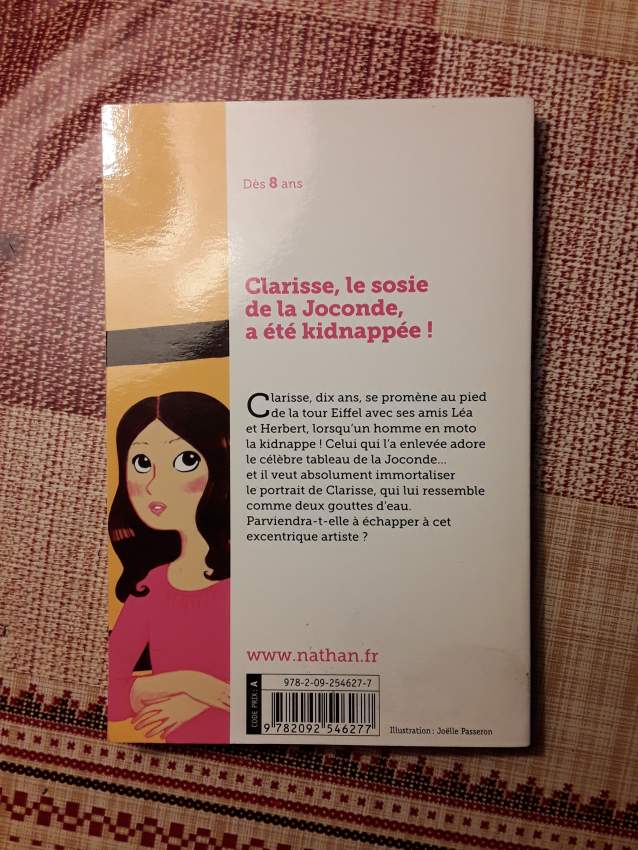 Dès 8 ans
Clarisse, le sosie
de la Joconde,
a été kidnappée !
Clarisse, dix ans, se promène au pied
de la tour Eiffel avec ses amis Léa
et Herbert, lorsqu'un homme en moto
la kidnappe ! Celui qui l'a enlevée adore
le célèbre tableau de la Joconde...
et il veut absolument immortaliser
le portrait de Clarisse, qui lui ressemble
comme deux gouttes d'eau.
Parviendra-t-elle à échapper à cet
excentrique artiste ?
www.nathan.fr
CODE PRIX : A
978-2-09-254627-7
9 782092 546277
Illustration : Joëlle Passeron